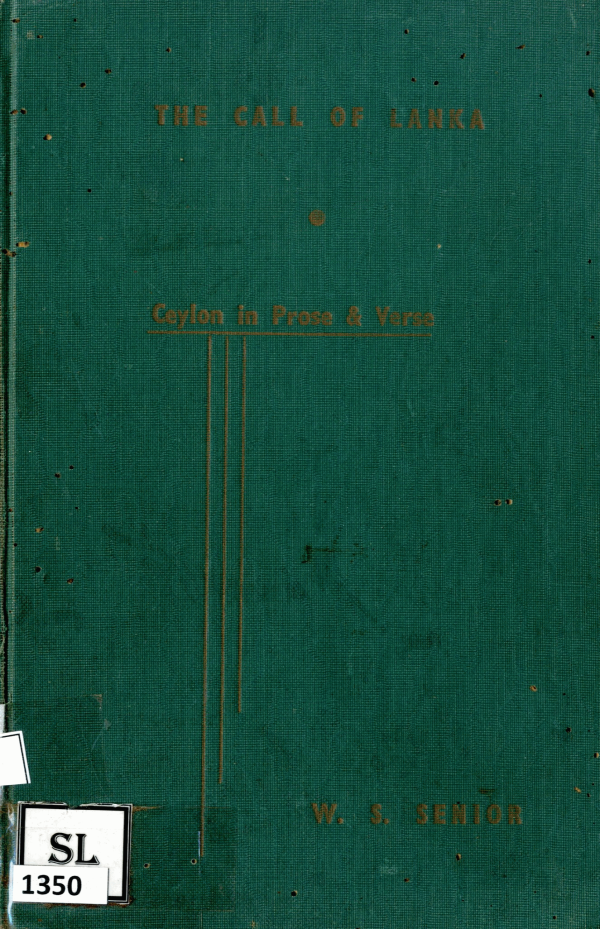 THE CALL OF LANKA
Ceylon in Prose & Verse
W. S. SENIOR
SL
1350